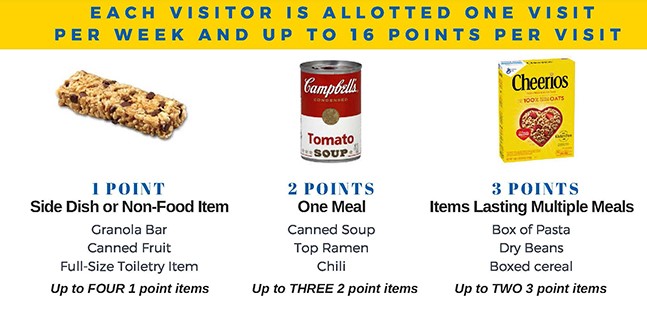 EACH VISITOR IS ALLOTTED ONE VISIT
PER WEEK AND UP TO 16 POINTS PER VISIT
Campbell's
CONDENSED
Tomato
SOUP
Cheerios
100% OATS
1 POINT
Side Dish or Non-Food Item
Granola Bar
Canned Fruit
Full-Size Toiletry Item
Up to FOUR 1 point items
2 POINTS
One Meal
Canned Soup
Top Ramen
Chili
Up to THREE 2 point items
3 POINTS
Items Lasting Multiple Meals
Box of Pasta
Dry Beans
Boxed cereal
Up to TWO 3 point items